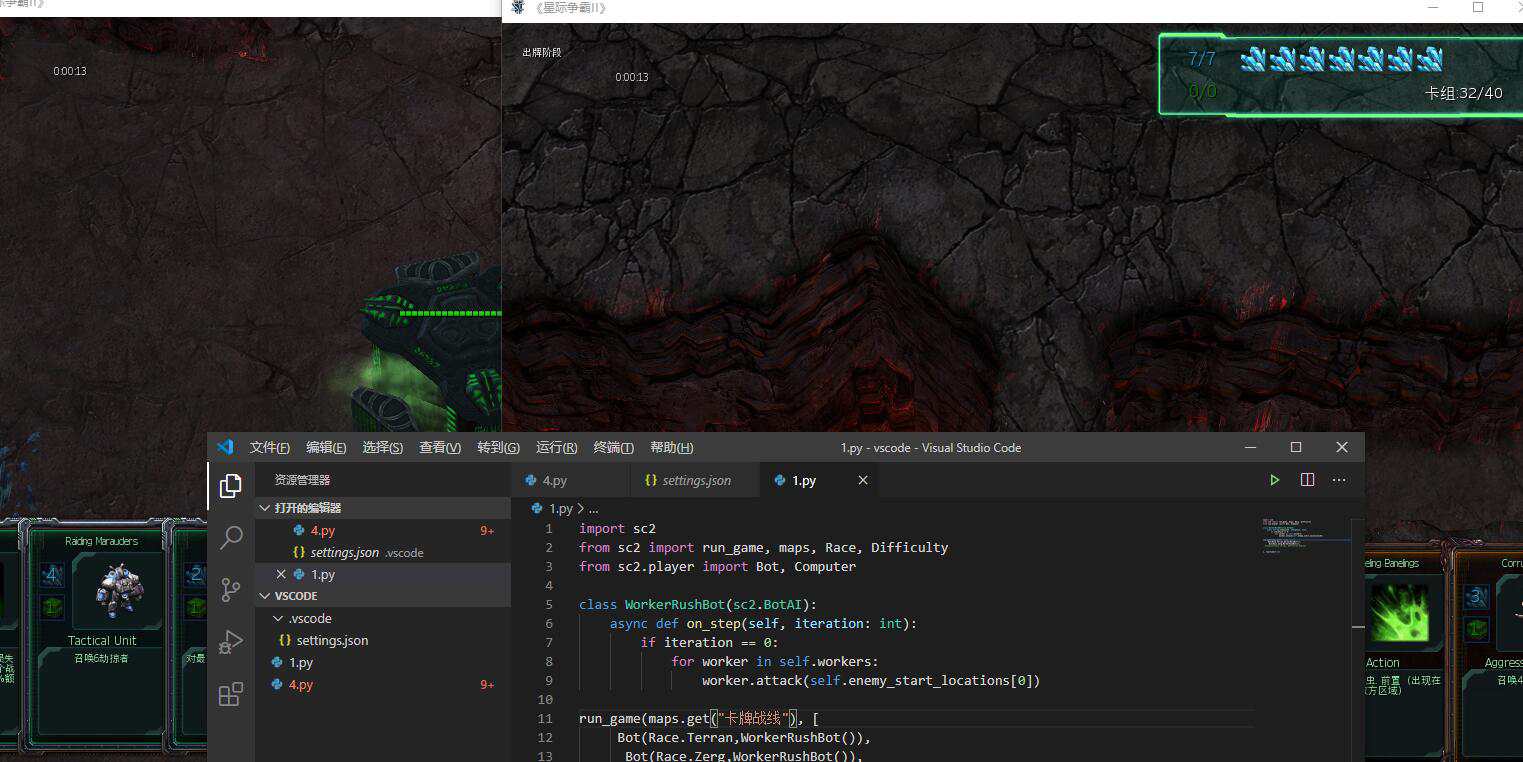 际争霸II》
《星际争霸II》
0:00:13
出牌阶段
0:00:13
7/7
0/0
卡组:32/40
Raiding Marauders
4
1
2
1
Tactical Unit
召唤6劫掠者
对最
损失
个战
%额
eling Banelings
Corru
3
1
Action
Aggress
虫. 前置（出现在
方区域）
召唤4
文件(F) 编辑(E) 选择(S) 查看(V) 转到(G) 运行(R) 终端(T) 帮助(H)
1.py - vscode - Visual Studio Code
资源管理器
打开的编辑器
4.py 9+
settings.json .vscode
1.py
VSCODE
.vscode
settings.json
1.py
4.py 9+
4.py
settings.json
1.py
1.py > ...
1 import sc2
2 from sc2 import run_game, maps, Race, Difficulty
3 from sc2.player import Bot, Computer
4
5 class WorkerRushBot(sc2.BotAI):
6 async def on_step(self, iteration: int):
7 if iteration == 0:
8 for worker in self.workers:
9 worker.attack(self.enemy_start_locations[0])
10
11 run_game(maps.get("卡牌战线"), [
12 Bot(Race.Terran,WorkerRushBot()),
13 Bot(Race.Zerg,WorkerRushBot()),